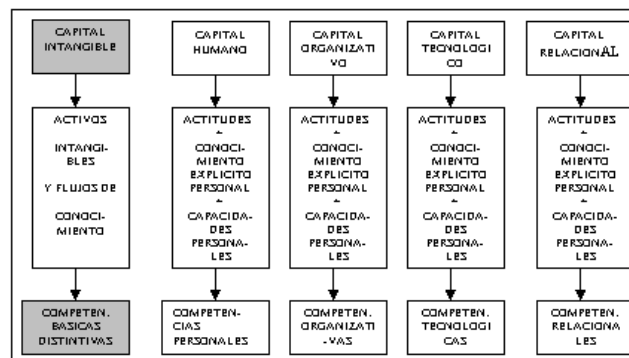 CAPITAL
INTANGIBLE
CAPITAL
HUMANO
CAPITAL
ORGANIZATI
VO
CAPITAL
TECNOLOGI
CO
CAPITAL
RELACIONAL
ACTIVOS
INTANGI-
BLES
Y FLUJOS DE
CONOCI-
MIENTO
ACTITUDES
+
CONOCI-
MIENTO
EXPLICITO
PERSONAL
+
CAPACIDA-
DES
PERSONA-
LES
ACTITUDES
+
CONOCI-
MIENTO
EXPLICITO
PERSONAL
+
CAPACIDA-
DES
PERSONA-
LES
ACTITUDES
+
CONOCI-
MIENTO
EXPLICITO
PERSONAL
+
CAPACIDA-
DES
PERSONA-
LES
ACTITUDES
+
CONOCI-
MIENTO
EXPLICITO
PERSONAL
+
CAPACIDA-
DES
PERSONA-
LES
COMPETEN.
BASICAS
DISTINTIVAS
COMPETEN-
CIAS
PERSONALES
COMPETEN.
ORGANIZATI
-VAS
COMPETEN.
TECNOLOGI
CAS
COMPETEN.
RELACIONA
LES